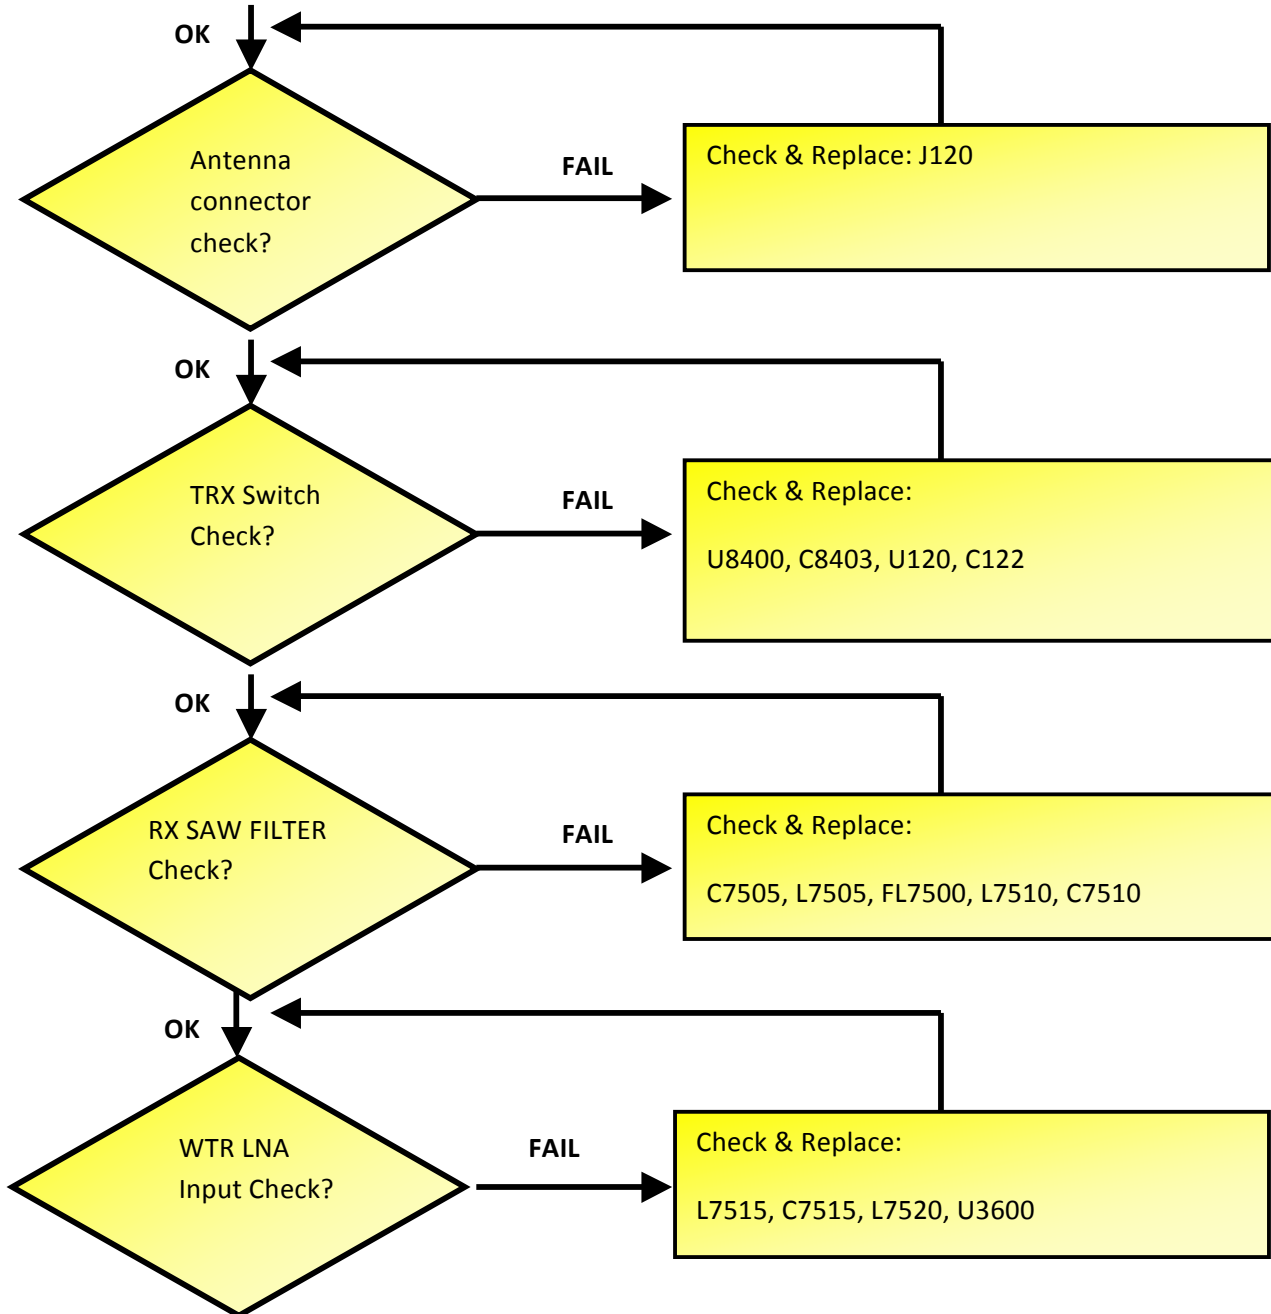 OK
Antenna
connector
check?
FAIL
Check & Replace: J120
OK
TRX Switch
Check?
FAIL
Check & Replace:
U8400, C8403, U120, C122
OK
RX SAW FILTER
Check?
FAIL
Check & Replace:
C7505, L7505, FL7500, L7510, C7510
OK
WTR LNA
Input Check?
FAIL
Check & Replace:
L7515, C7515, L7520, U3600